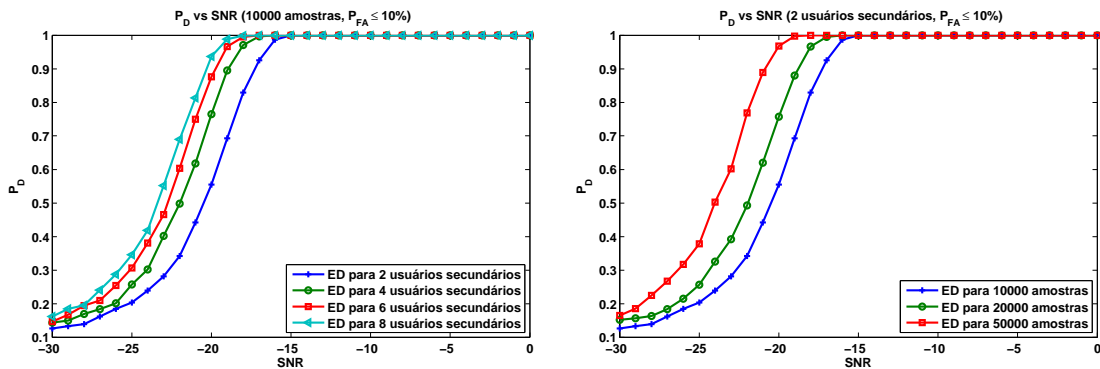 P_D vs SNR (10000 amostras, P_FA ≤ 10%)
1
0.9
0.8
0.7
0.6
0.5
0.4
0.3
0.2
0.1
P_D
−30
−25
−20
−15
−10
−5
0
SNR
ED para 2 usuários secundários
ED para 4 usuários secundários
ED para 6 usuários secundários
ED para 8 usuários secundários
P_D vs SNR (2 usuários secundários, P_FA ≤ 10%)
1
0.9
0.8
0.7
0.6
0.5
0.4
0.3
0.2
0.1
P_D
−30
−25
−20
−15
−10
−5
0
SNR
ED para 10000 amostras
ED para 20000 amostras
ED para 50000 amostras